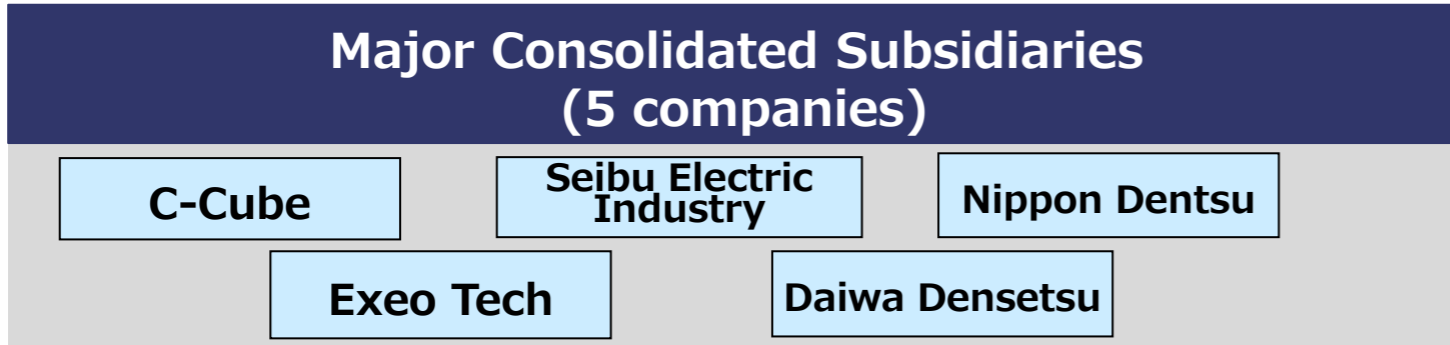 Major Consolidated Subsidiaries
(5 companies)
C-Cube
Seibu Electric
Industry
Nippon Dentsu
Exeo Tech
Daiwa Densetsu